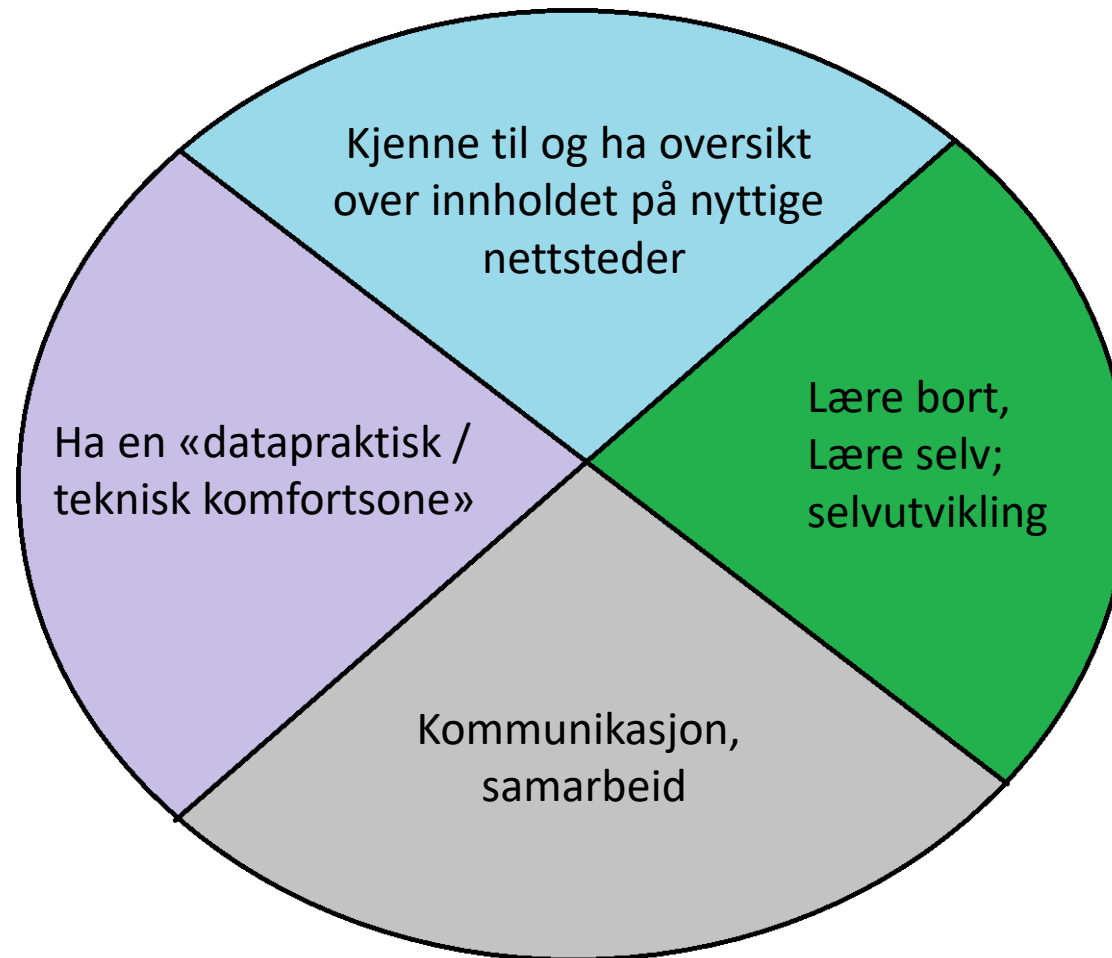 Kjenne til og ha oversikt
over innholdet på nyttige
nettsteder
Ha en «datapraktisk /
teknisk komfortsone»
Lære bort,
Lære selv;
selvutvikling
Kommunikasjon,
samarbeid